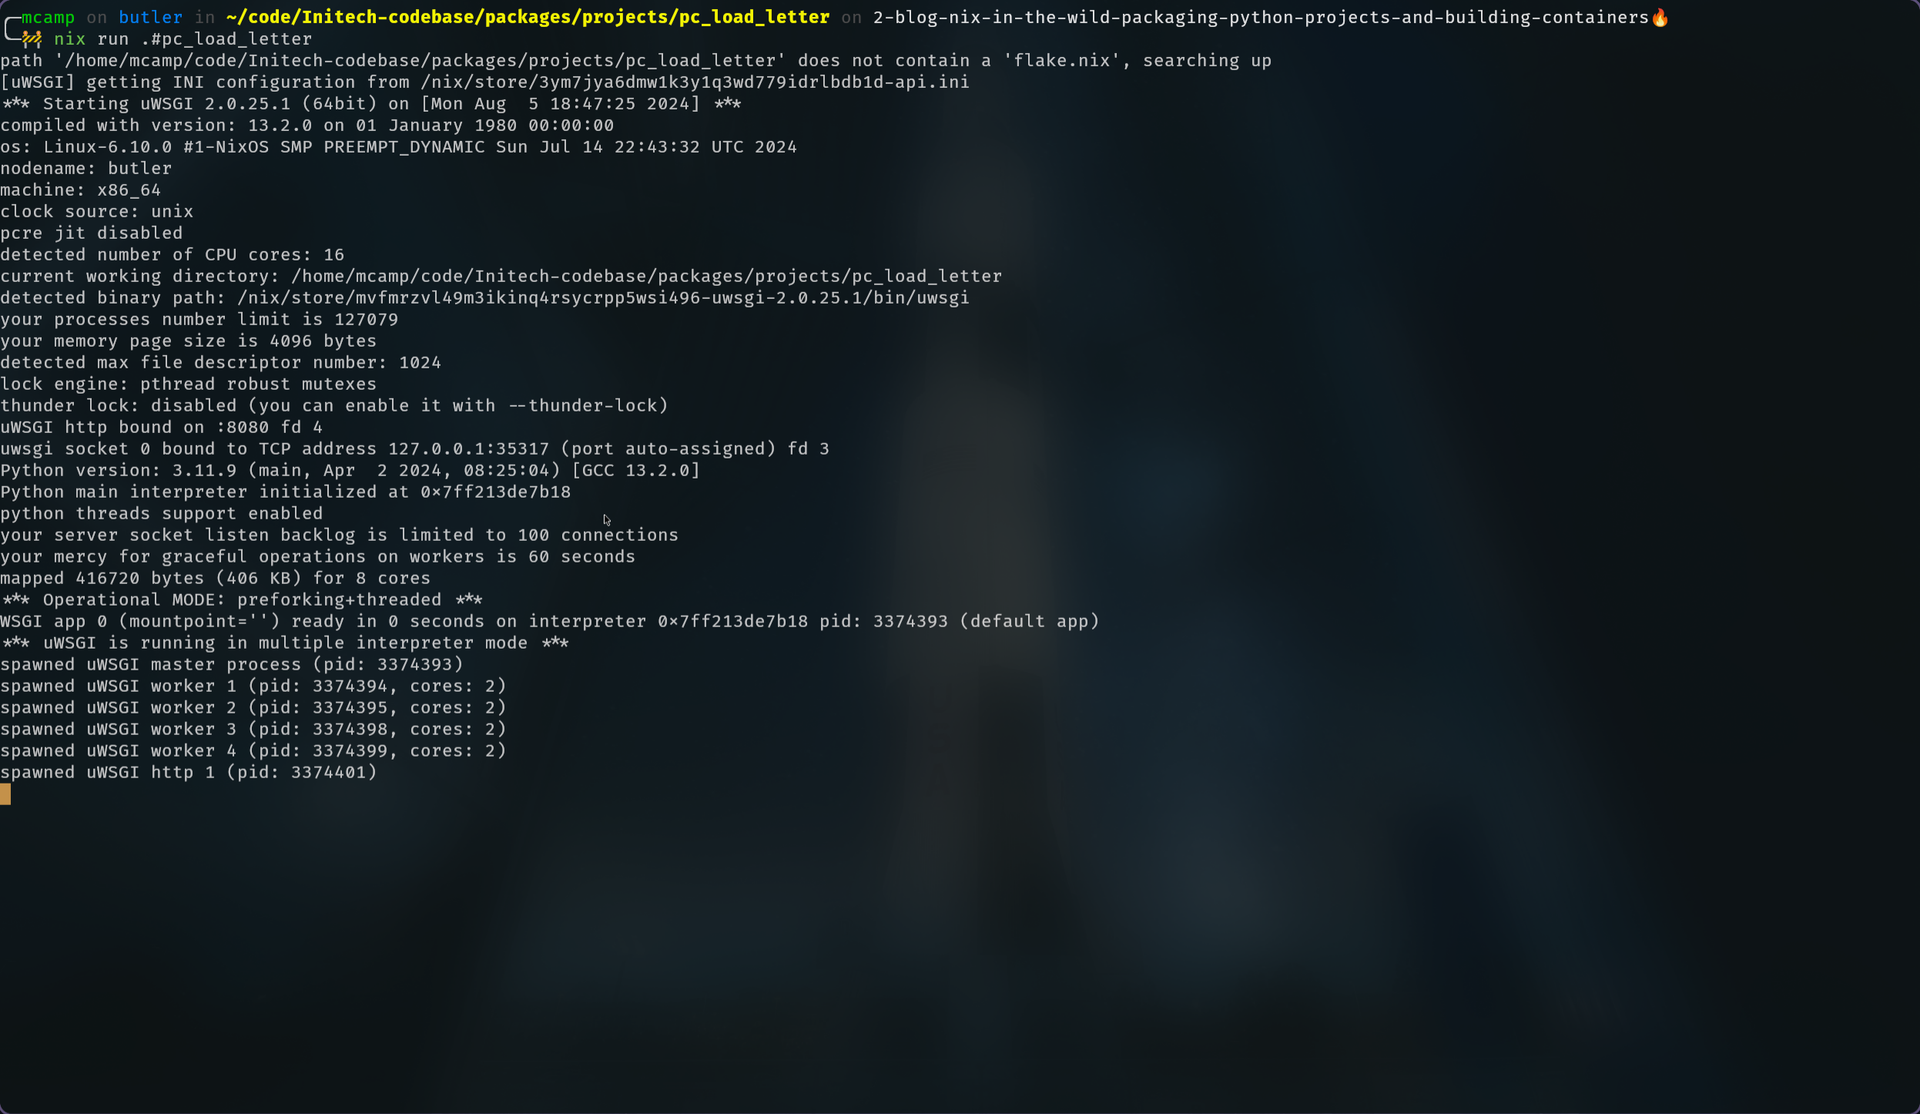 mcamp on butler in ~/code/Initech-codebase/packages/projects/pc_load_letter on 2-blog-nix-in-the-wild-packaging-python-projects-and-building-containers🔥
🚧 nix run .#pc_load_letter
path '/home/mcamp/code/Initech-codebase/packages/projects/pc_load_letter' does not contain a 'flake.nix', searching up
[uWSGI] getting INI configuration from /nix/store/3ym7jya6dmw1k3y1q3wd779idrlbdb1d-api.ini
*** Starting uWSGI 2.0.25.1 (64bit) on [Mon Aug  5 18:47:25 2024] ***
compiled with version: 13.2.0 on 01 January 1980 00:00:00
os: Linux-6.10.0 #1-NixOS SMP PREEMPT_DYNAMIC Sun Jul 14 22:43:32 UTC 2024
nodename: butler
machine: x86_64
clock source: unix
pcre jit disabled
detected number of CPU cores: 16
current working directory: /home/mcamp/code/Initech-codebase/packages/projects/pc_load_letter
detected binary path: /nix/store/mvfmrzvl49m3ikinq4rsycrpp5wsi496-uwsgi-2.0.25.1/bin/uwsgi
your processes number limit is 127079
your memory page size is 4096 bytes
detected max file descriptor number: 1024
lock engine: pthread robust mutexes
thunder lock: disabled (you can enable it with --thunder-lock)
uWSGI http bound on :8080 fd 4
uwsgi socket 0 bound to TCP address 127.0.0.1:35317 (port auto-assigned) fd 3
Python version: 3.11.9 (main, Apr  2 2024, 08:25:04) [GCC 13.2.0]
Python main interpreter initialized at 0x7ff213de7b18
python threads support enabled
your server socket listen backlog is limited to 100 connections
your mercy for graceful operations on workers is 60 seconds
mapped 416720 bytes (406 KB) for 8 cores
*** Operational MODE: preforking+threaded ***
WSGI app 0 (mountpoint='') ready in 0 seconds on interpreter 0x7ff213de7b18 pid: 3374393 (default app)
*** uWSGI is running in multiple interpreter mode ***
spawned uWSGI master process (pid: 3374393)
spawned uWSGI worker 1 (pid: 3374394, cores: 2)
spawned uWSGI worker 2 (pid: 3374395, cores: 2)
spawned uWSGI worker 3 (pid: 3374398, cores: 2)
spawned uWSGI worker 4 (pid: 3374399, cores: 2)
spawned uWSGI http 1 (pid: 3374401)